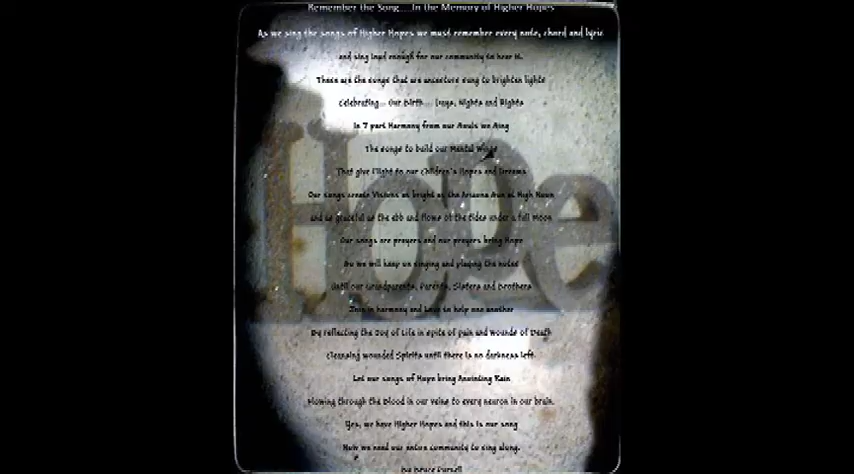 Remember the Song.....In the Memory of Higher Hopes
As we sing the songs of Higher Hopes we must remember every note, chord and lyric
and sing loud enough for our community to hear it.
These are the songs that our ancestors sung to brighten lights
Celebrating... Our Birth.... Days, Nights and Rights
In 7 part Harmony from our Souls we Sing
The songs to build our Mental Wings
That give flight to our Children's Hopes and Dreams
Our songs create Visions as bright as the Arizona Sun at High Noon
and as graceful as the ebb and flows of the tides under a full Moon
Our songs are prayers and our prayers bring Hope
So we will keep on singing and playing the notes
Until our Grandparents, Parents, Sisters and Brothers
Join in harmony and Love to help one another
By reflecting the Joy of Life in spite of pain and wounds of Death
Cleansing wounded Spirits until there is no darkness left.
Let our songs of Hope bring Anointing Rain
Flowing through the Blood in our veins to every neuron in our brain.
Yes, we have Higher Hopes and this is our song
Now we need our entire community to sing along.
by Bruce Purnell
Hope